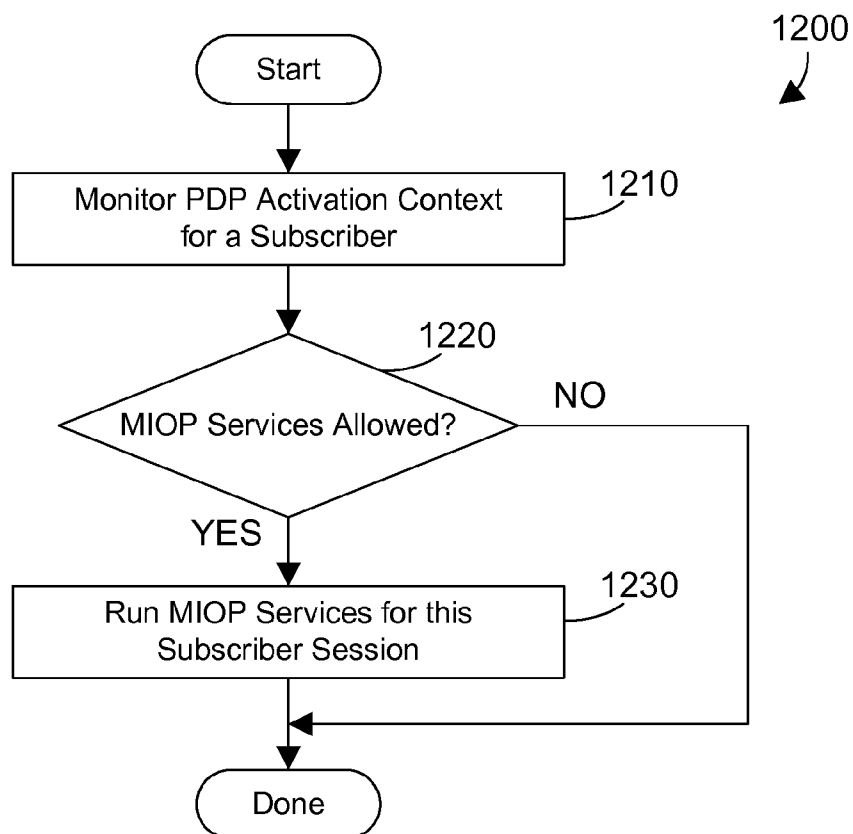 1200
Start
1210
Monitor PDP Activation Context
for a Subscriber
1220
MIOP Services Allowed?
NO
YES
1230
Run MIOP Services for this
Subscriber Session
Done